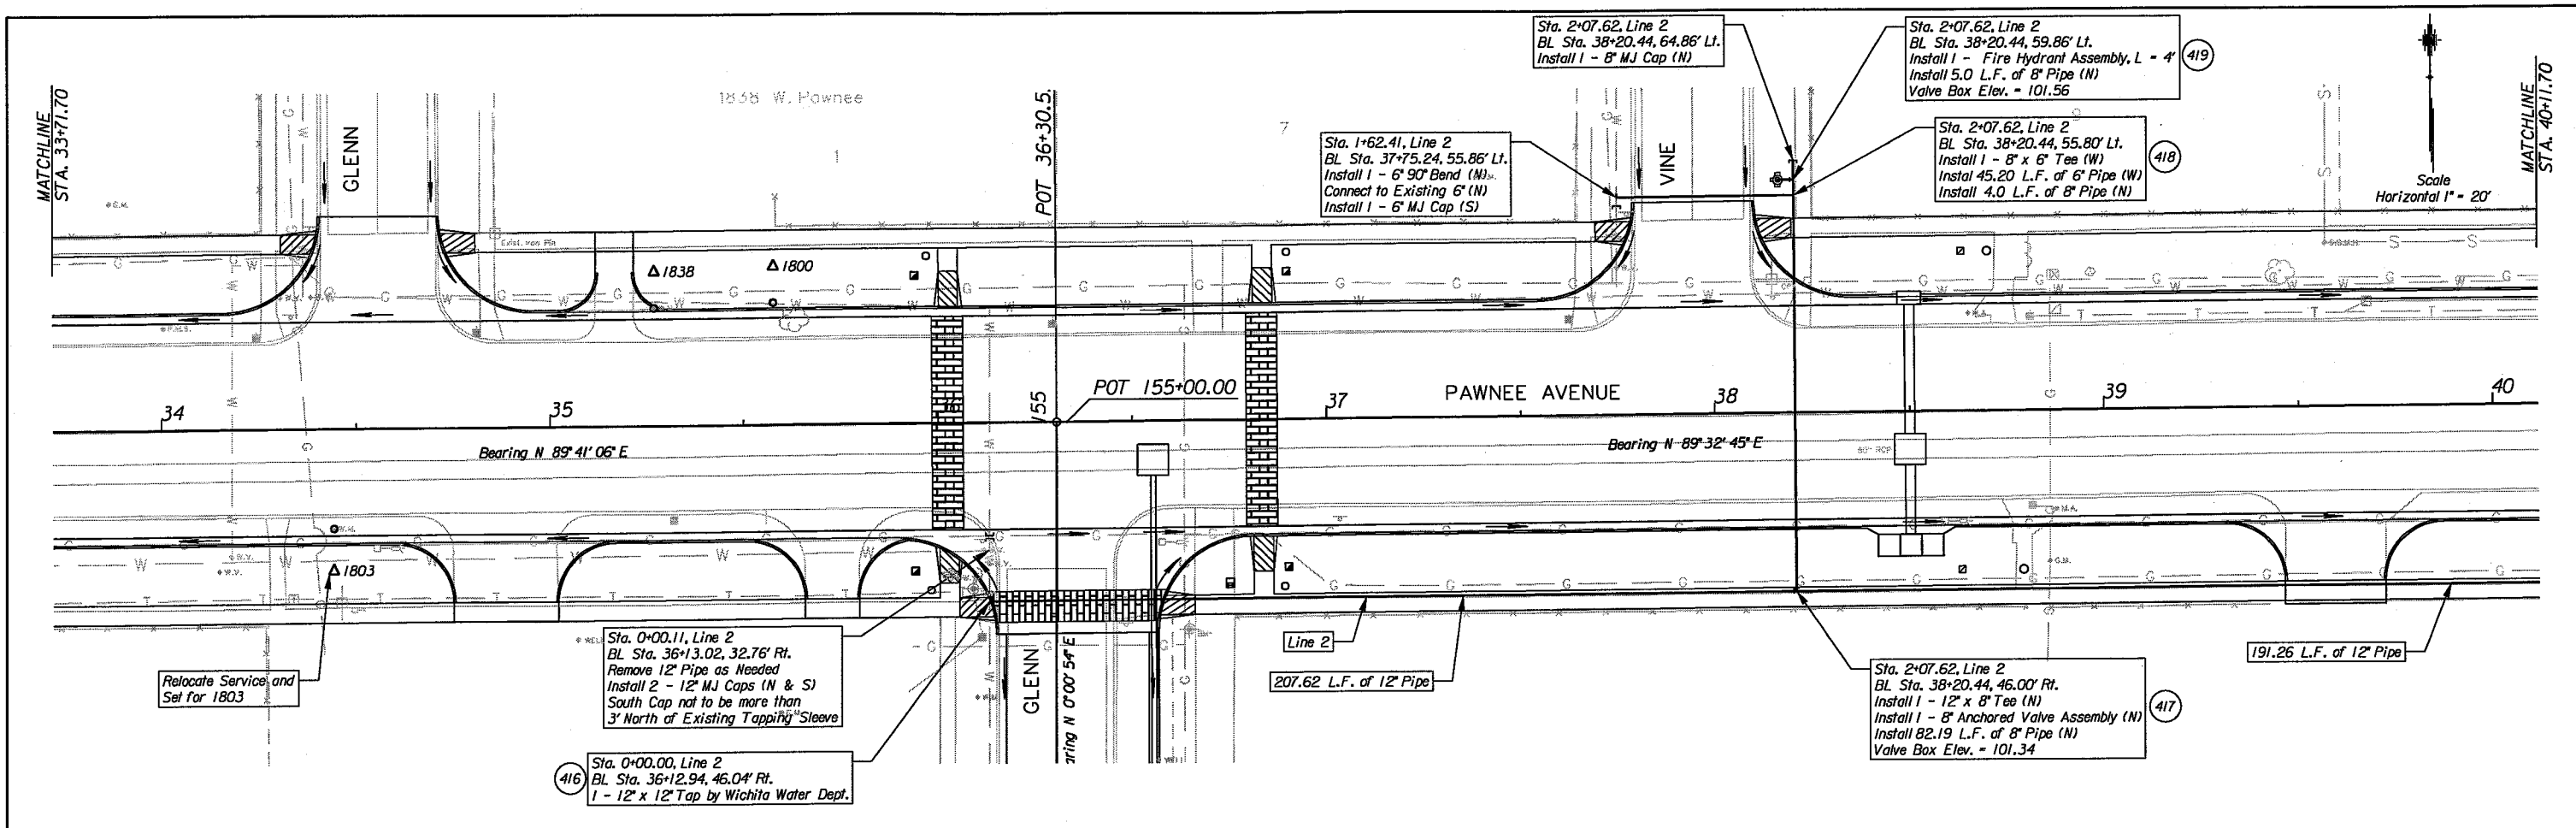 MATCHLINE
STA. 33+71.70
GLENN
1838 W. Pawnee
1
POT 36+30.5.
7
Sta. 2+07.62, Line 2
BL Sta. 38+20.44, 64.86' Lt.
Install 1 - 8" MJ Cap (N)
Sta. 2+07.62, Line 2
BL Sta. 38+20.44, 59.86' Lt.
Install 1 - Fire Hydrant Assembly, L = 4'
Install 5.0 L.F. of 8" Pipe (N)
Valve Box Elev. = 101.56
419
Sta. 1+62.41, Line 2
BL Sta. 37+75.24, 55.86' Lt.
Install 1 - 6" 90° Bend (N)
Connect to Existing 6" (N)
Install 1 - 6" MJ Cap (S)
VINE
Sta. 2+07.62, Line 2
BL Sta. 38+20.44, 55.80' Lt.
Install 1 - 8" x 6" Tee (W)
Instal 45.20 L.F. of 6" Pipe (W)
Install 4.0 L.F. of 8" Pipe (N)
418
Scale
Horizontal 1" = 20'
MATCHLINE
STA. 40+11.70
Exist. Iron Pin
1838
1800
34
35
36
155
POT 155+00.00
37
PAWNEE AVENUE
38
39
40
Bearing N 89° 41' 06" E
Bearing N 89° 32' 45" E
60" RCP
1803
Relocate Service and
Set for 1803
Sta. 0+00.11, Line 2
BL Sta. 36+13.02, 32.76' Rt.
Remove 12" Pipe as Needed
Install 2 - 12" MJ Caps (N & S)
South Cap not to be more than
3' North of Existing Tapping Sleeve
416
Sta. 0+00.00, Line 2
BL Sta. 36+12.94, 46.04' Rt.
1 - 12" x 12" Tap by Wichita Water Dept.
GLENN
aring N 0° 00' 54" E
Line 2
207.62 L.F. of 12" Pipe
Sta. 2+07.62, Line 2
BL Sta. 38+20.44, 46.00' Rt.
Install 1 - 12" x 8" Tee (N)
Install 1 - 8" Anchored Valve Assembly (N)
Install 82.19 L.F. of 8" Pipe (N)
Valve Box Elev. = 101.34
417
191.26 L.F. of 12" Pipe